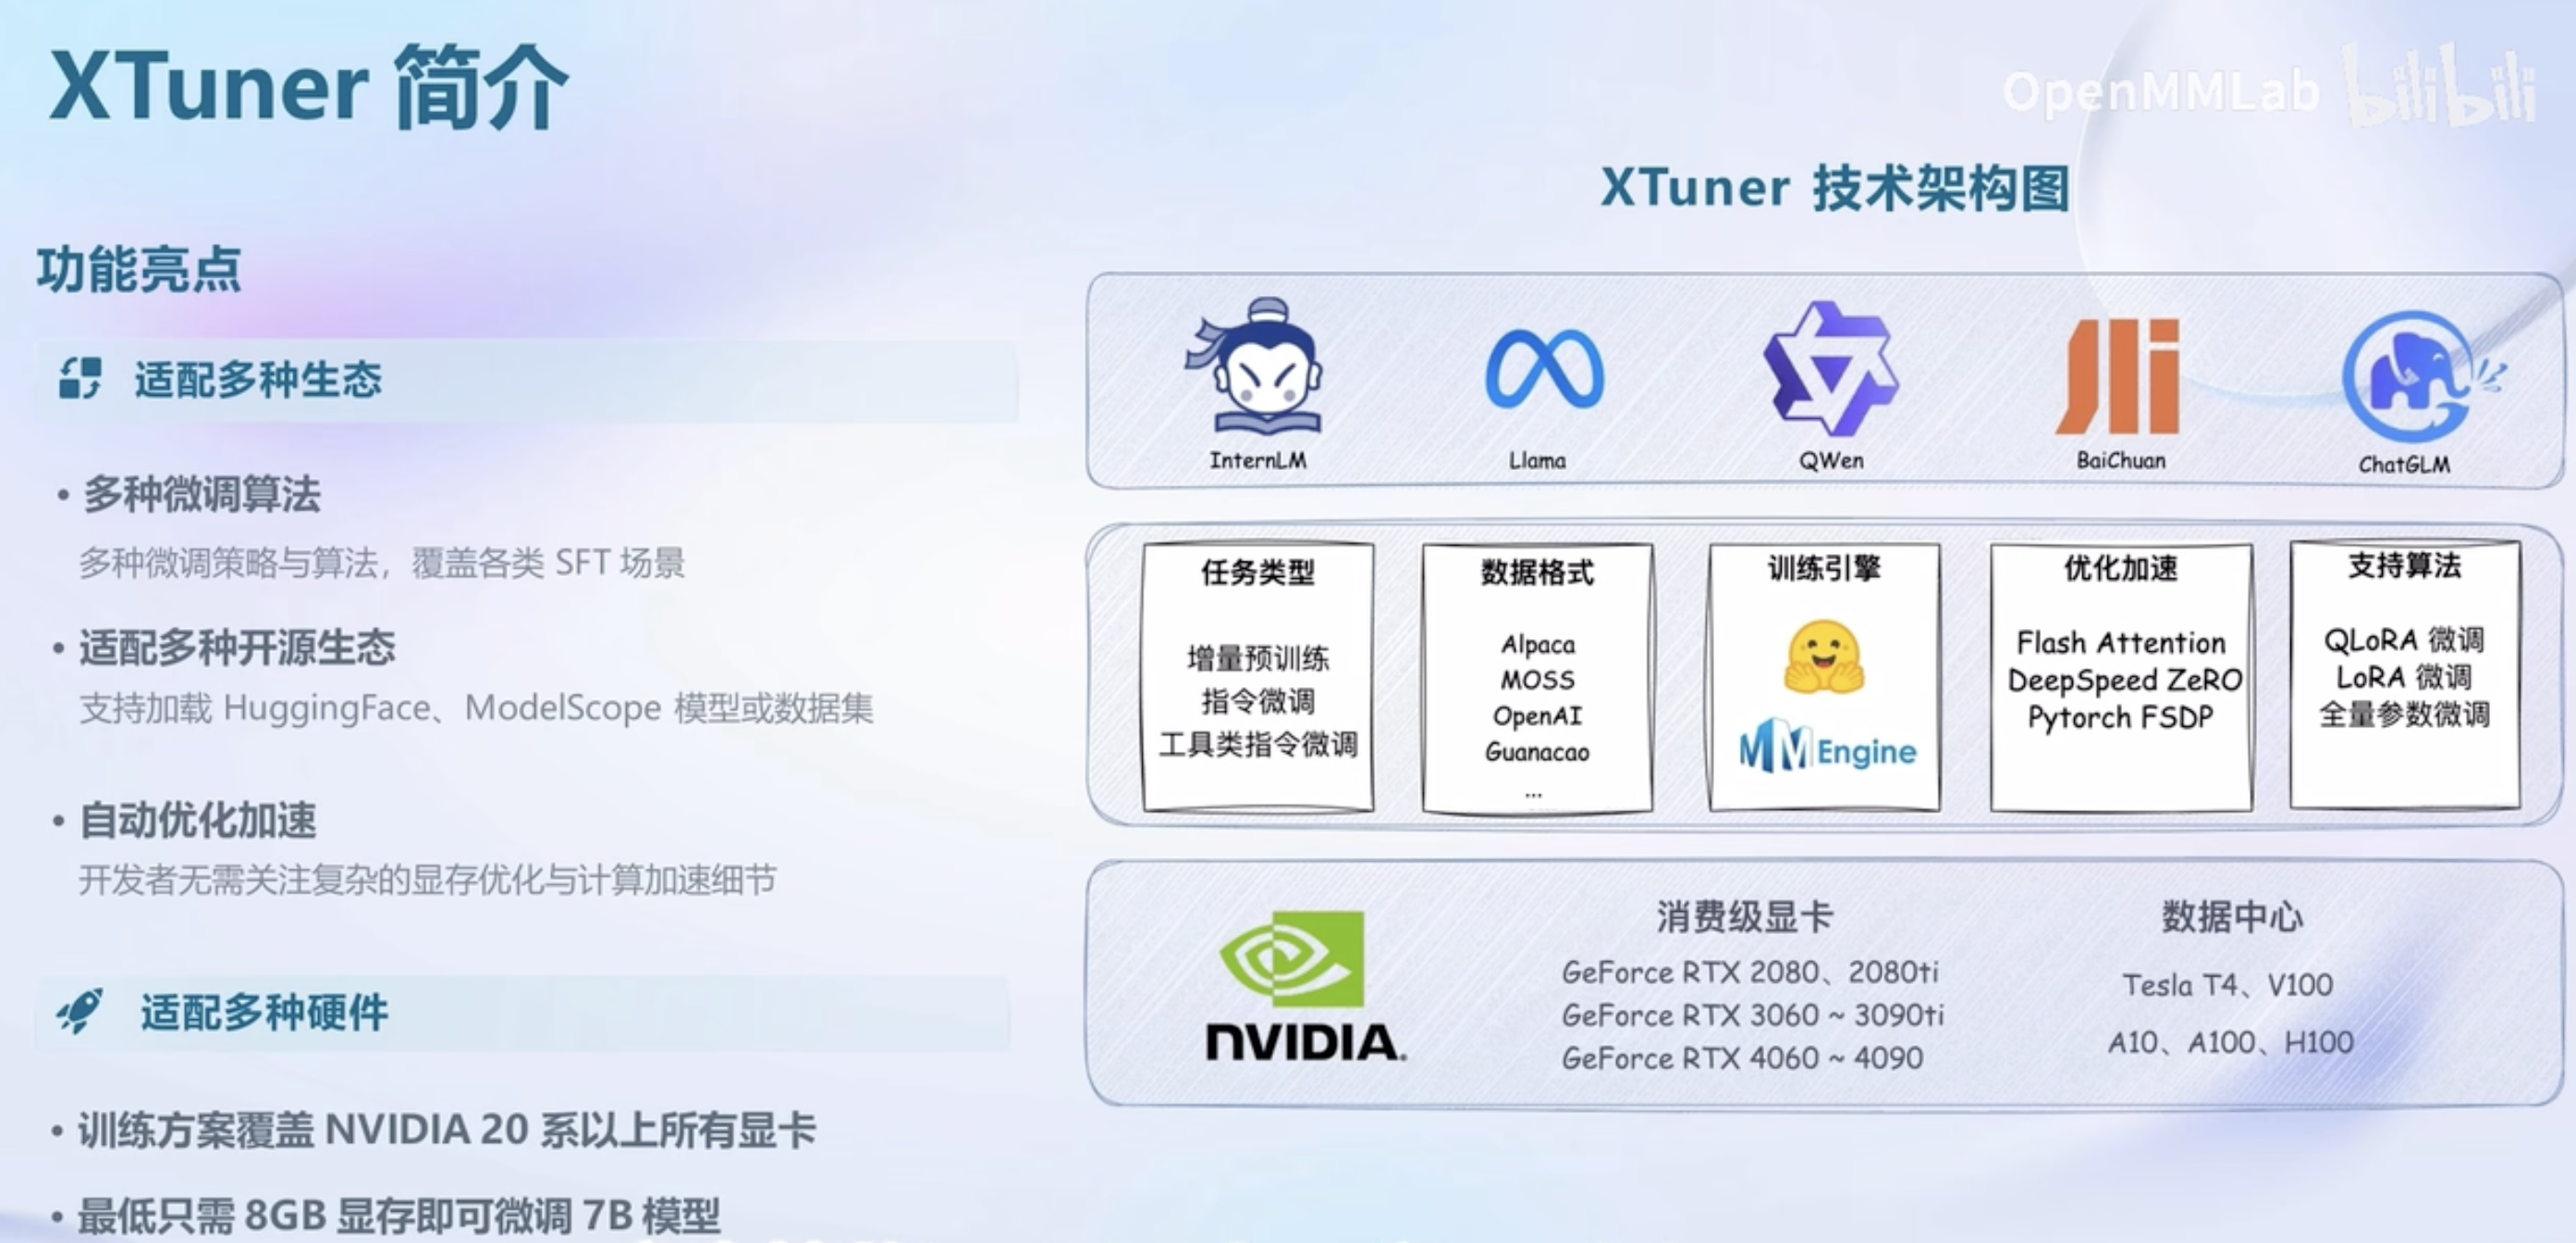 XTuner 简介
OpenMMLab bilibili
功能亮点
适配多种生态
• 多种微调算法
多种微调策略与算法，覆盖各类 SFT 场景
• 适配多种开源生态
支持加载 HuggingFace、ModelScope 模型或数据集
• 自动优化加速
开发者无需关注复杂的显存优化与计算加速细节
适配多种硬件
• 训练方案覆盖 NVIDIA 20 系以上所有显卡
• 最低只需 8GB 显存即可微调 7B 模型
XTuner 技术架构图
InternLM
Llama
QWen
BaiChuan
ChatGLM
任务类型
增量预训练
指令微调
工具类指令微调
数据格式
Alpaca
MOSS
OpenAI
Guanacao
...
训练引擎
MMEngine
优化加速
Flash Attention
DeepSpeed ZeRO
Pytorch FSDP
支持算法
QLoRA 微调
LoRA 微调
全量参数微调
NVIDIA.
消费级显卡
GeForce RTX 2080、2080ti
GeForce RTX 3060 ~ 3090ti
GeForce RTX 4060 ~ 4090
数据中心
Tesla T4、V100
A10、A100、H100